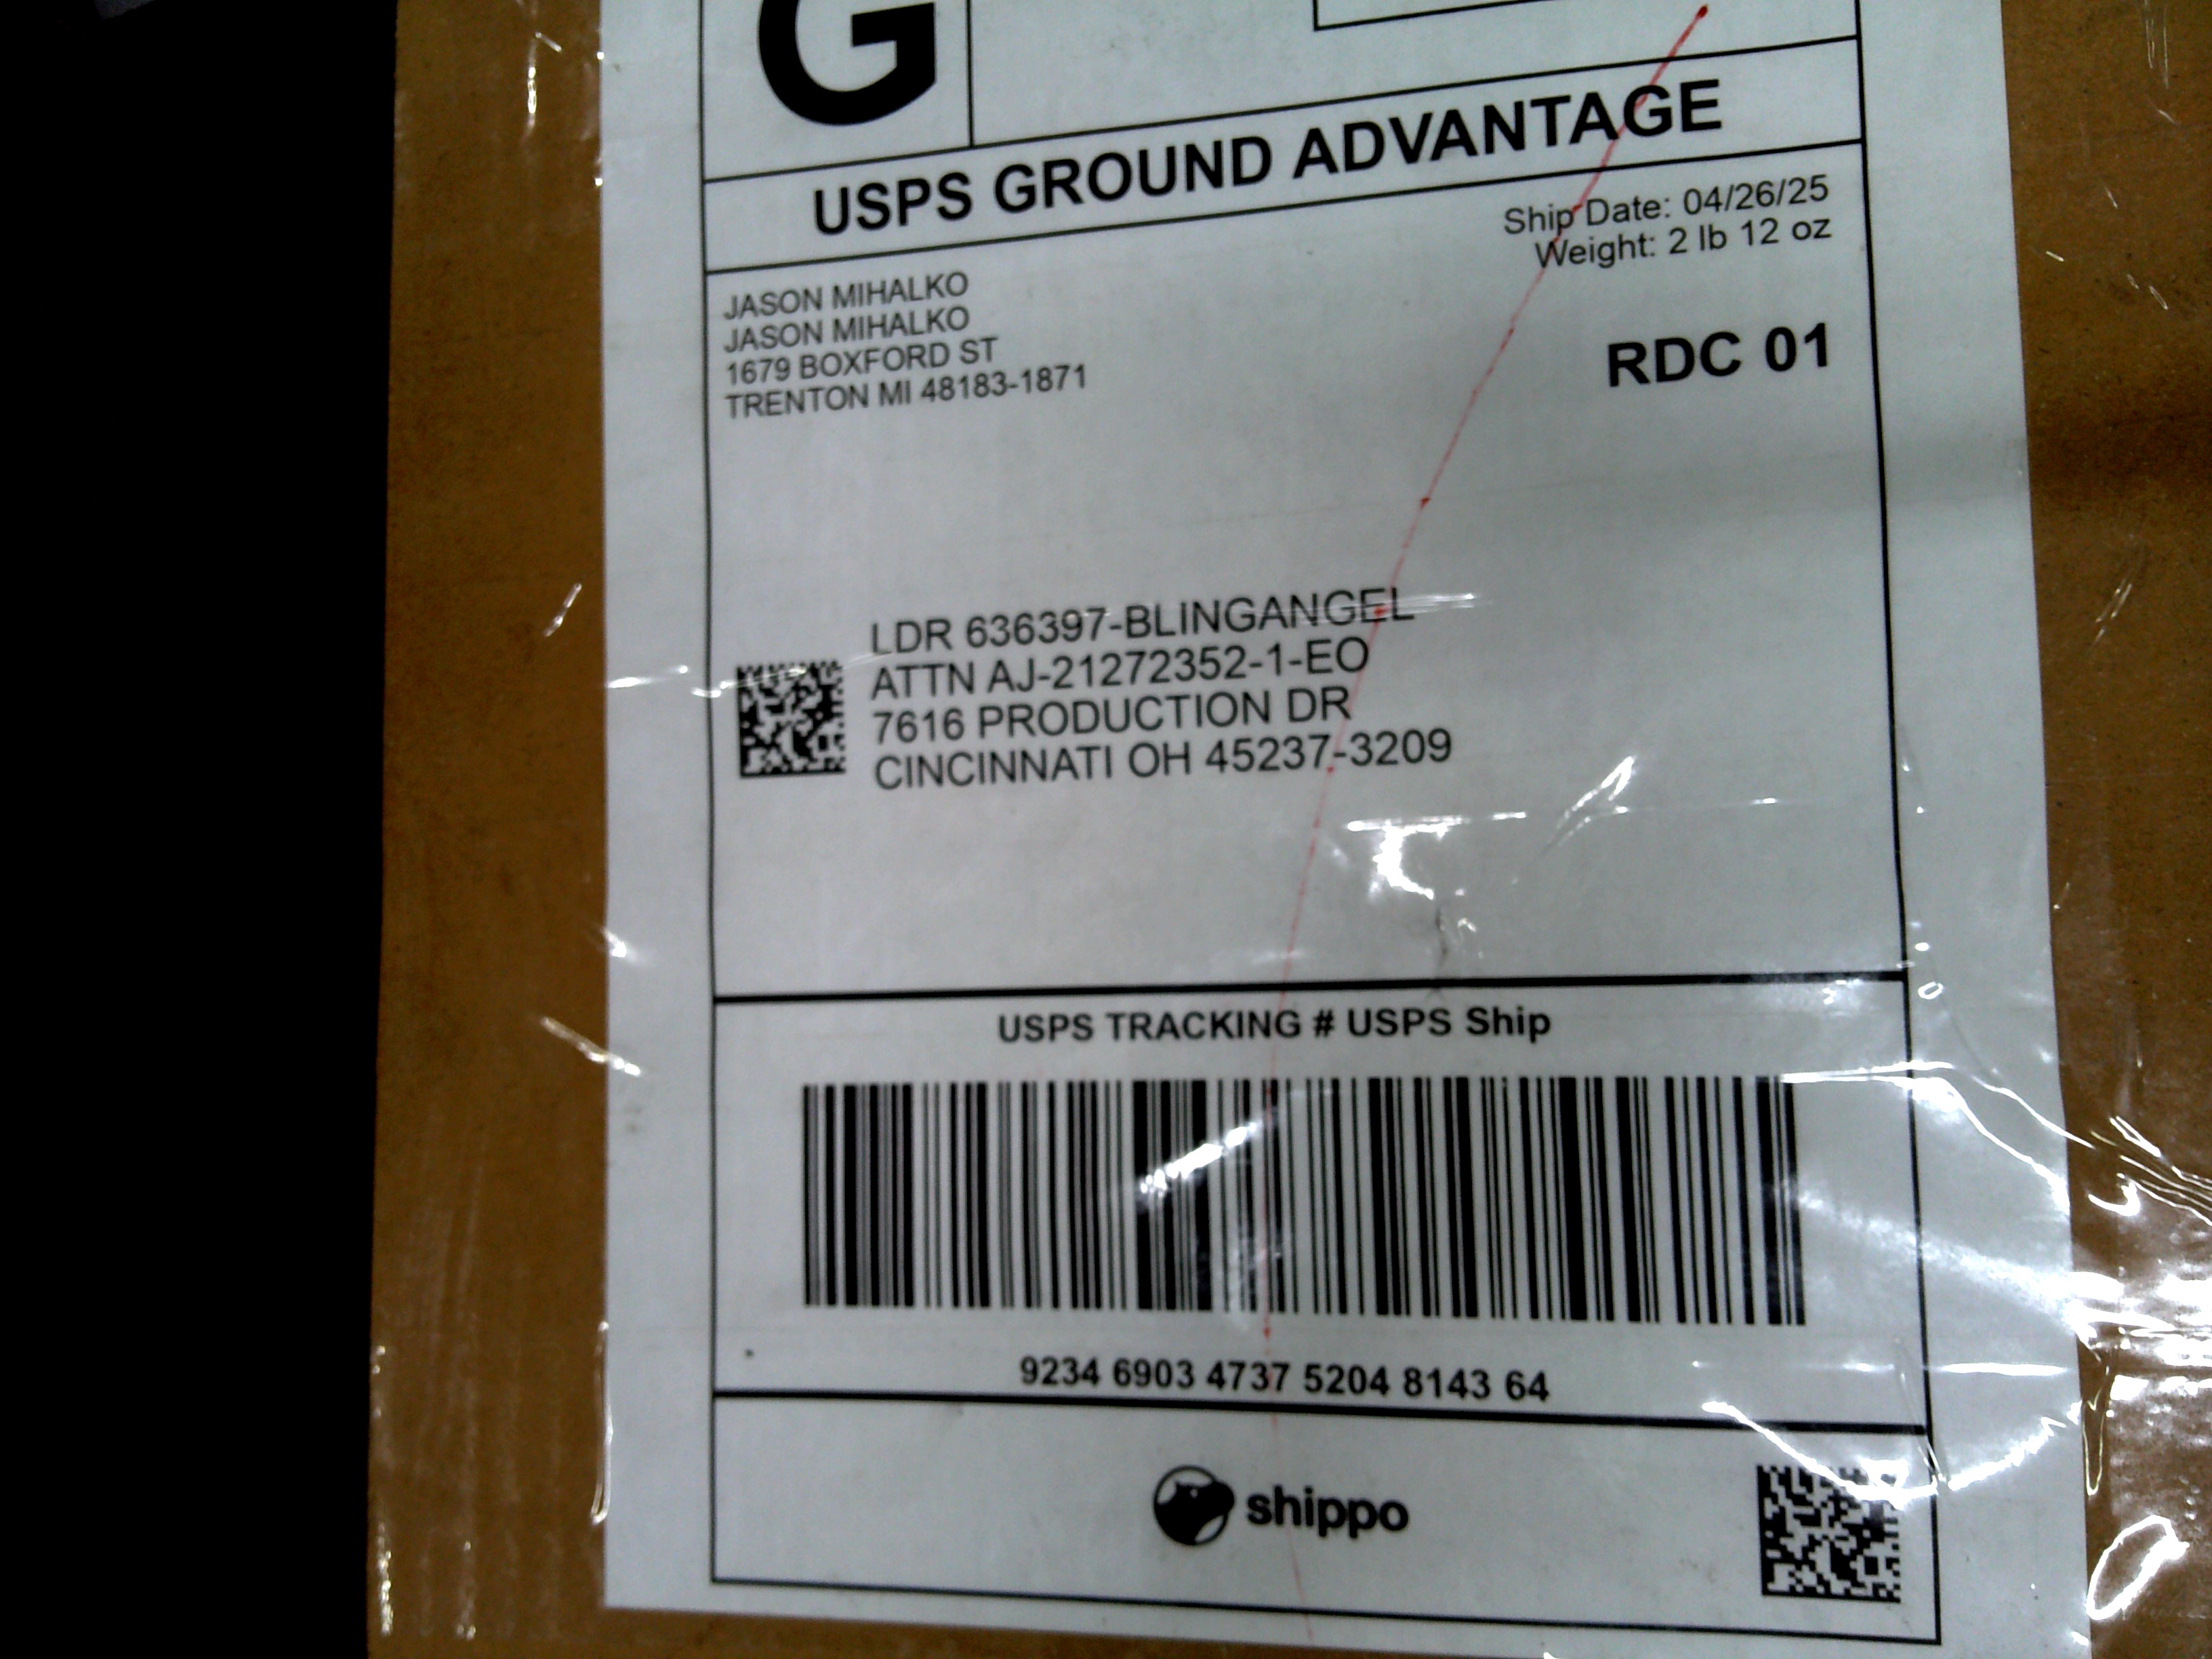 G
USPS GROUND ADVANTAGE
Ship Date: 04/26/25
Weight: 2 lb 12 oz
JASON MIHALKO
JASON MIHALKO
1679 BOXFORD ST
TRENTON MI 48183-1871
RDC 01
LDR 636397-BLINGANGEL
ATTN AJ-21272352-1-EO
7616 PRODUCTION DR
CINCINNATI OH 45237-3209
USPS TRACKING # USPS Ship
9234 6903 4737 5204 8143 64
shippo